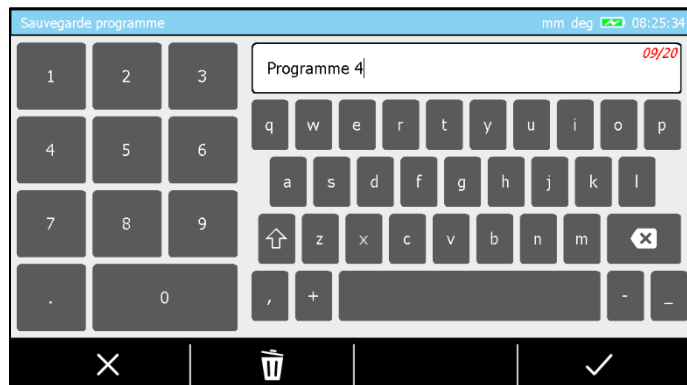 Sauvegarde programme mm deg 08:25:34
09/20
Programme 4
1 2 3
q w e r t y u i o p
4 5 6
a s d f g h j k l
7 8 9
z x c v b n m
. 0
, + - _